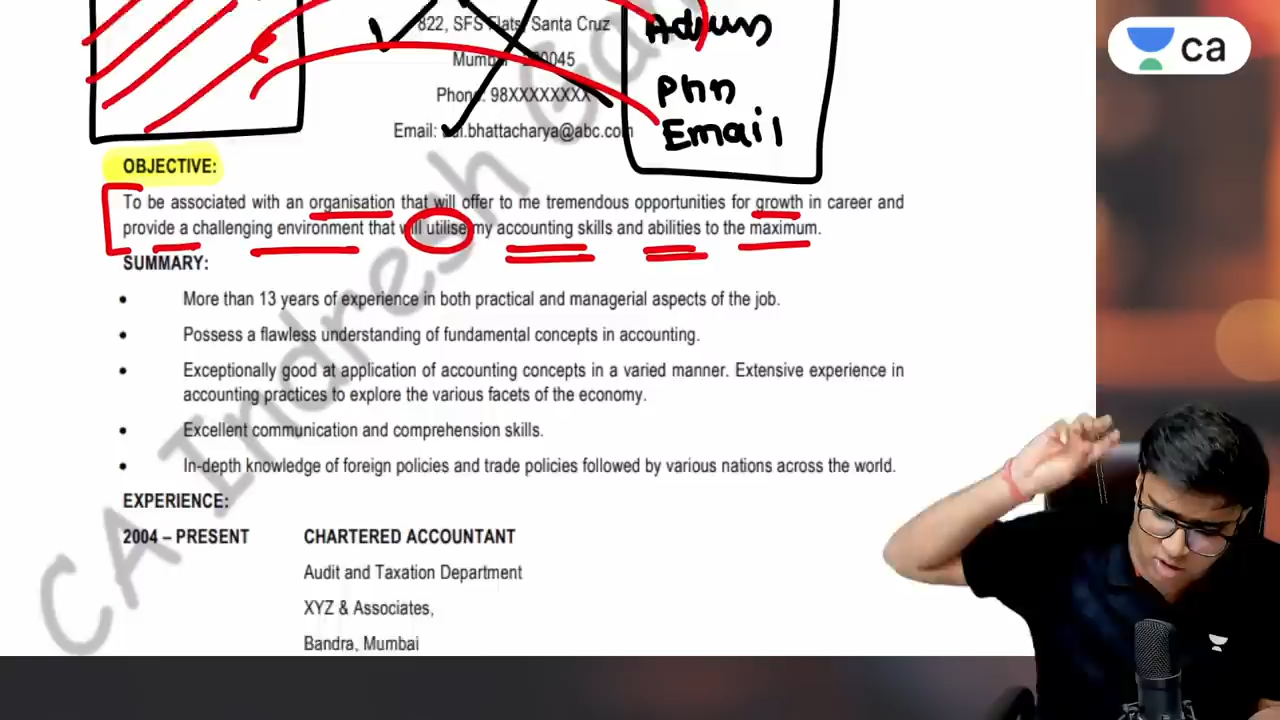 822, SFS Flats, Santa Cruz
Adress
Phone: 98XXXXXXXX
Phn
Email
OBJECTIVE:
To be associated with an organisation that will offer to me tremendous opportunities for growth in career and
provide a challenging environment that will utilise my accounting skills and abilities to the maximum.
SUMMARY:
• More than 13 years of experience in both practical and managerial aspects of the job.
• Possess a flawless understanding of fundamental concepts in accounting.
• Exceptionally good at application of accounting concepts in a varied manner. Extensive experience in
accounting practices to explore the various facets of the economy.
• Excellent communication and comprehension skills.
• In-depth knowledge of foreign policies and trade policies followed by various nations across the world.
EXPERIENCE:
2004 – PRESENT CHARTERED ACCOUNTANT
Audit and Taxation Department
XYZ & Associates,
Bandra, Mumbai
CA Indresh
ca